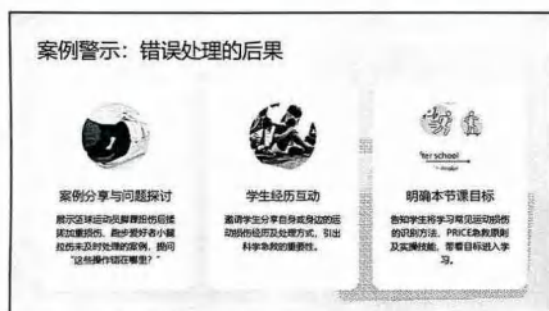 案例警示：错误处理的后果
案例分享与问题探讨
展示篮球运动员脚踝扭伤后揉
搓加重损伤、跑步爱好者小腿
拉伤未及时处理的案例，提问
“这些操作错在哪里？”
学生经历互动
邀请学生分享自身或身边的运
动损伤经历及处理方式，引出
科学急救的重要性。
ter school
明确本节课目标
告知学生将学习常见运动损伤
的识别方法、PRICE急救原则
及实操技能，带着目标进入学
习。